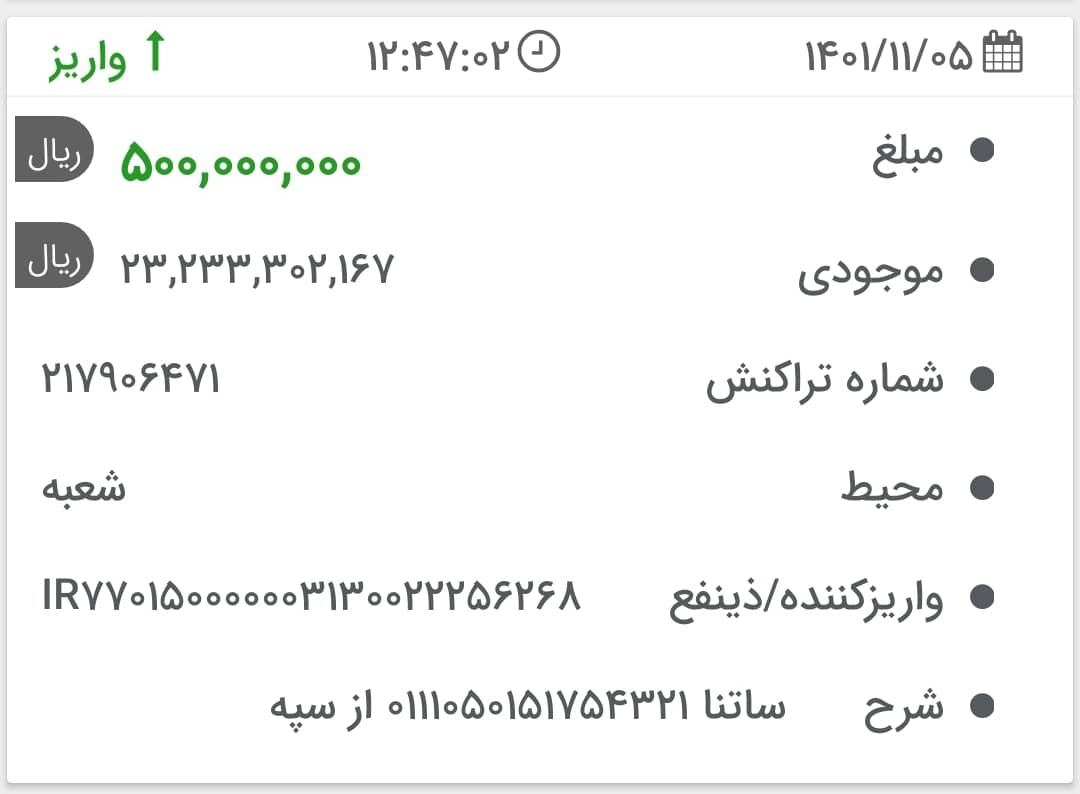 ۱۴۰۱/۱۱/۰۵ ۱۲:۴۷:۰۲ واریز
مبلغ ۵۰۰,۰۰۰,۰۰۰ ریال
موجودی ۲۳,۲۳۳,۳۰۲,۱۶۷ ریال
شماره تراکنش ۲۱۷۹۰۶۴۷۱
محیط شعبه
واریزکننده/ذینفع IR۷۷۰۱۵۰۰۰۰۰۰۳۱۳۰۰۲۲۲۵۶۲۶۸
شرح ساتنا ۰۱۱۱۰۵۰۱۵۱۷۵۴۳۲۱ از سپه